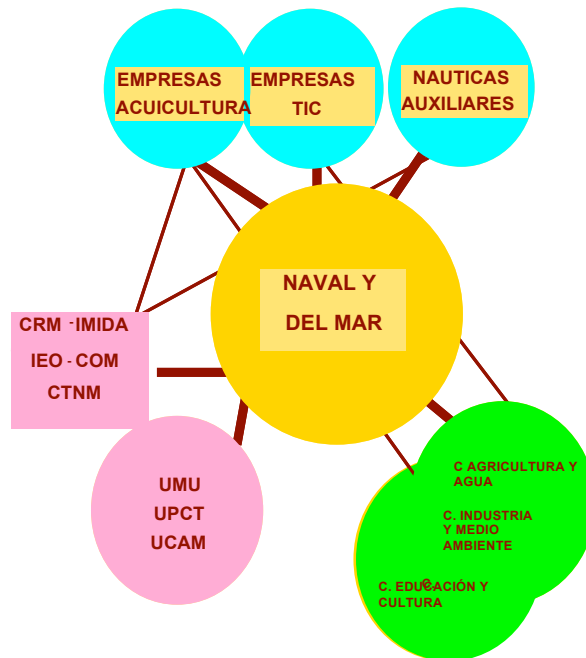 EMPRESAS
ACUICULTURA
EMPRESAS
TIC
NAUTICAS
AUXILIARES
NAVAL Y
DEL MAR
CRM - IMIDA
IEO - COM
CTNM
UMU
UPCT
UCAM
C AGRICULTURA Y
AGUA
C. INDUSTRIA
Y MEDIO
AMBIENTE
C.
C. EDUCACIÓN Y
CULTURA